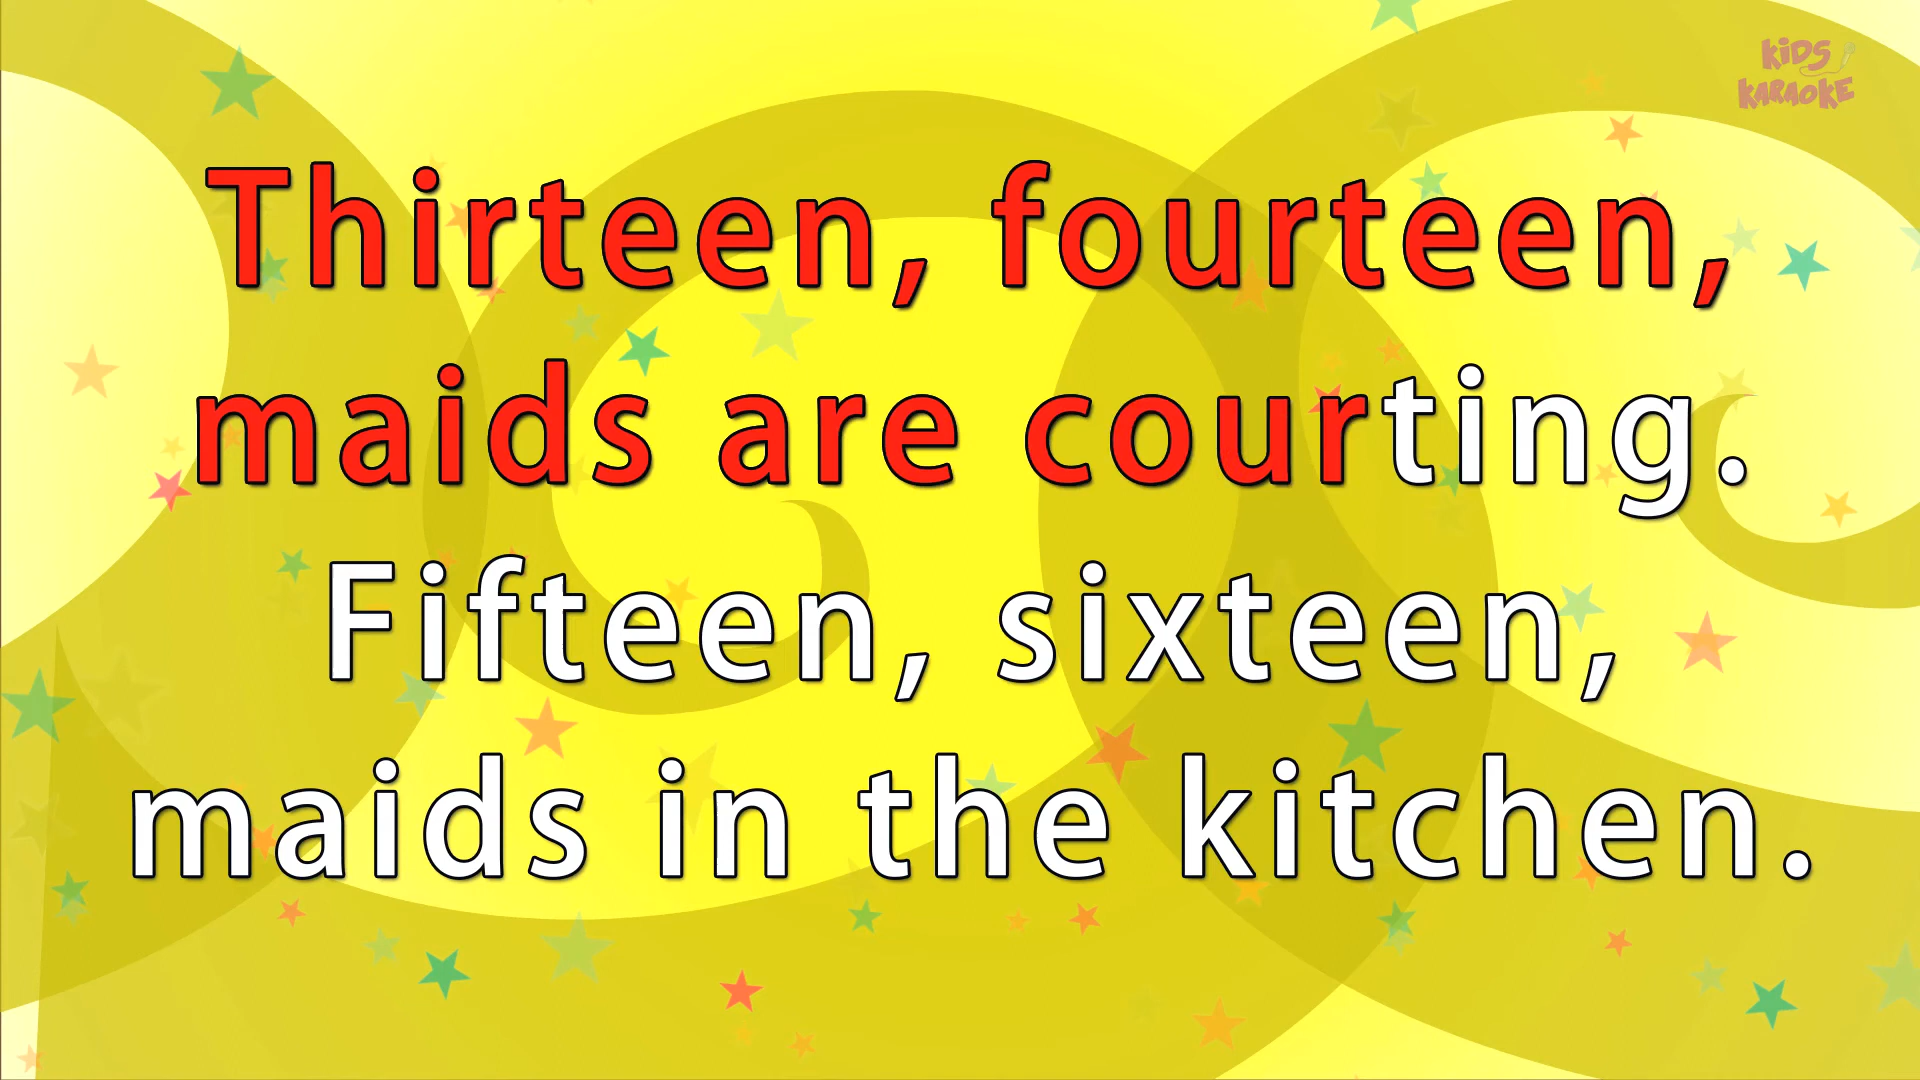 KiDS
KARAOKE
Thirteen, fourteen,
maids are courting.
Fifteen, sixteen,
maids in the kitchen.